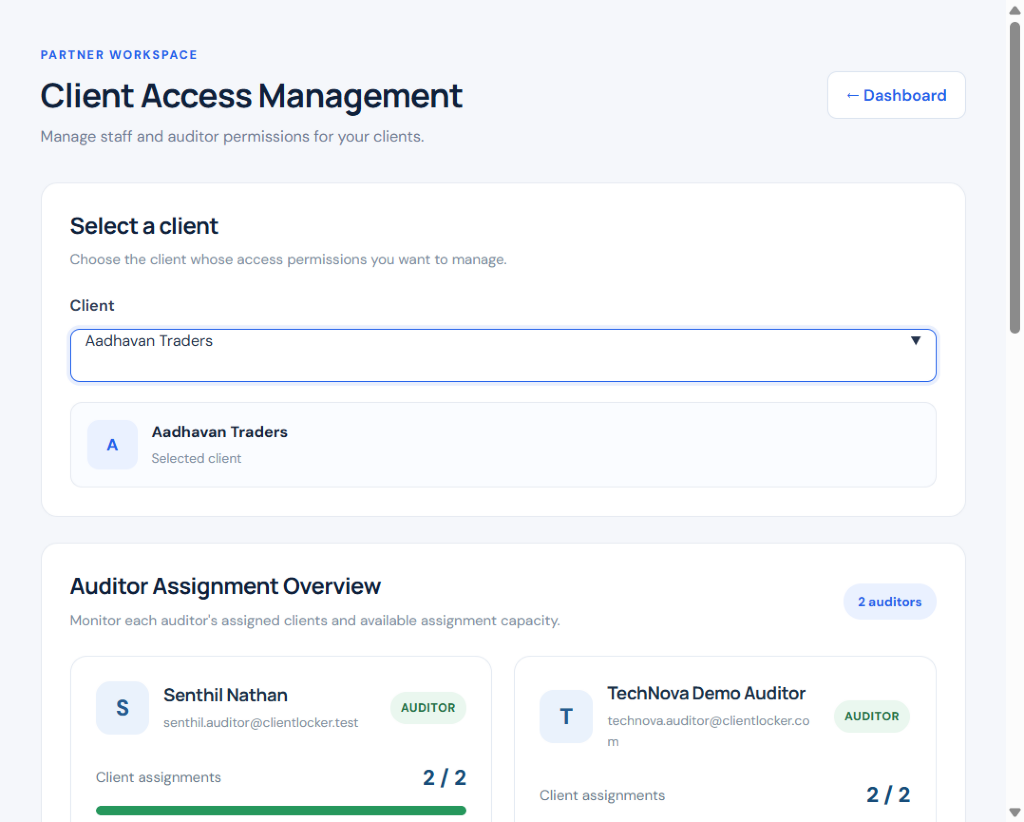 PARTNER WORKSPACE
Client Access Management
← Dashboard
Manage staff and auditor permissions for your clients.
Select a client
Choose the client whose access permissions you want to manage.
Client
Aadhavan Traders ▼
A
Aadhavan Traders
Selected client
Auditor Assignment Overview
2 auditors
Monitor each auditor's assigned clients and available assignment capacity.
S
Senthil Nathan
senthil.auditor@clientlocker.test
AUDITOR
Client assignments
2 / 2
T
TechNova Demo Auditor
technova.auditor@clientlocker.co
m
AUDITOR
Client assignments
2 / 2